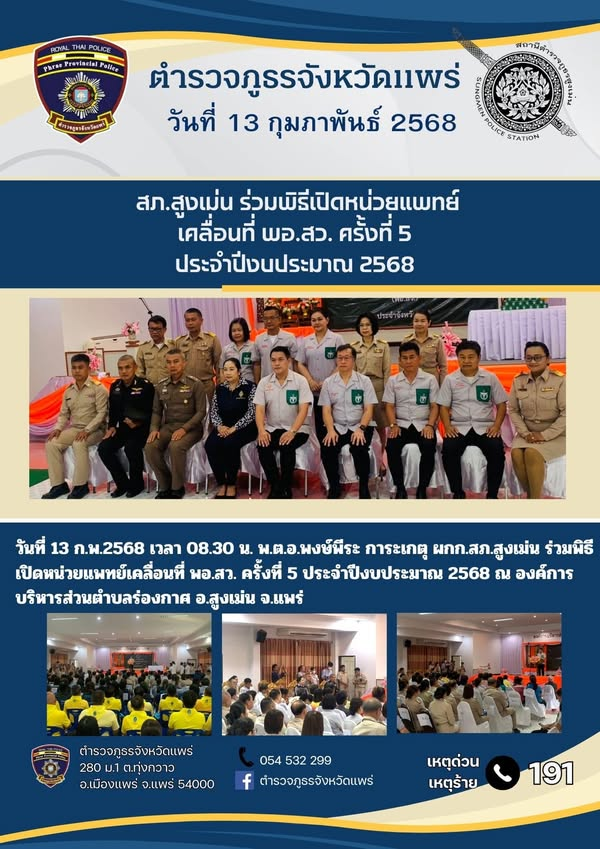 ROYAL THAI POLICE
Phrae Provincial Police
ตำรวจภูธรจังหวัดแพร่
ตำรวจภูธรจังหวัดแพร่
วันที่ 13 กุมภาพันธ์ 2568
สถานีตำรวจภูธรสูงเม่น
SUNGMEN POLICE STATION
สภ.สูงเม่น ร่วมพิธีเปิดหน่วยแพทย์
เคลื่อนที่ พอ.สว. ครั้งที่ 5
ประจำปีงนประมาณ 2568
(พอ.สว.)
ประจำจังหวัด
วันที่ 13 ก.พ.2568 เวลา 08.30 น. พ.ต.อ.พงษ์พีระ การะเกตุ ผกก.สภ.สูงเม่น ร่วมพิธี
เปิดหน่วยแพทย์เคลื่อนที่ พอ.สว. ครั้งที่ 5 ประจำปีงบประมาณ 2568 ณ องค์การ
บริหารส่วนตำบลร่องกาศ อ.สูงเม่น จ.แพร่
ตำรวจภูธรจังหวัดแพร่
280 ม.1 ต.ทุ่งกวาว
อ.เมืองแพร่ จ.แพร่ 54000
054 532 299
ตำรวจภูธรจังหวัดแพร่
เหตุด่วน
เหตุร้าย
191